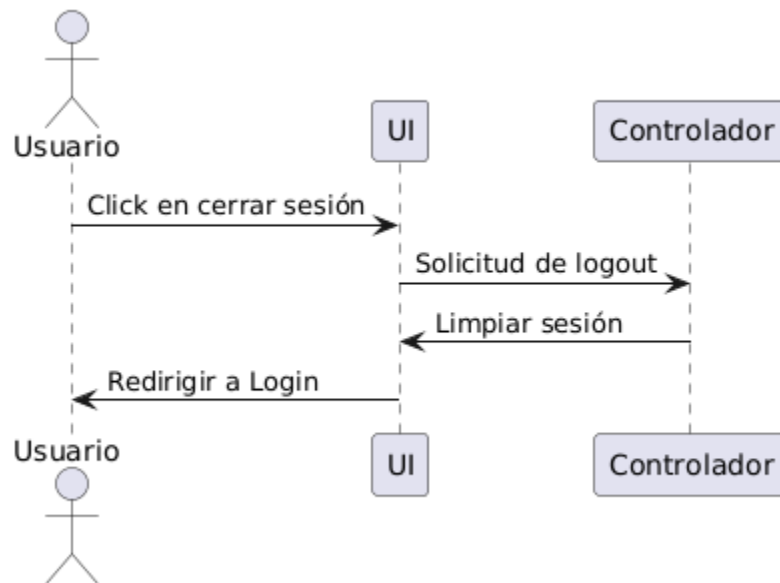 Usuario
UI
Controlador
Click en cerrar sesión
Solicitud de logout
Limpiar sesión
Redirigir a Login
Usuario
UI
Controlador